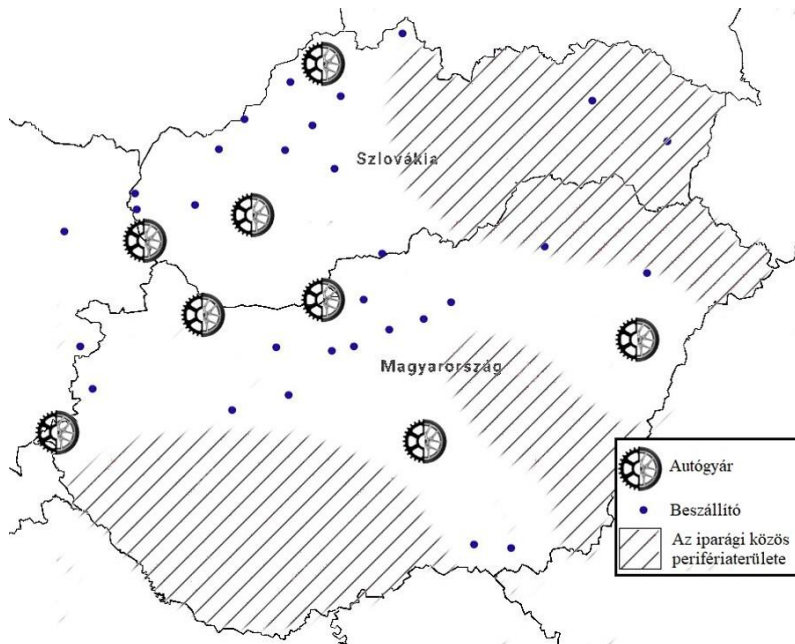 Szlovákia
Magyarország
Autógyár
Beszállító
Az iparági közös
perifériaterülete